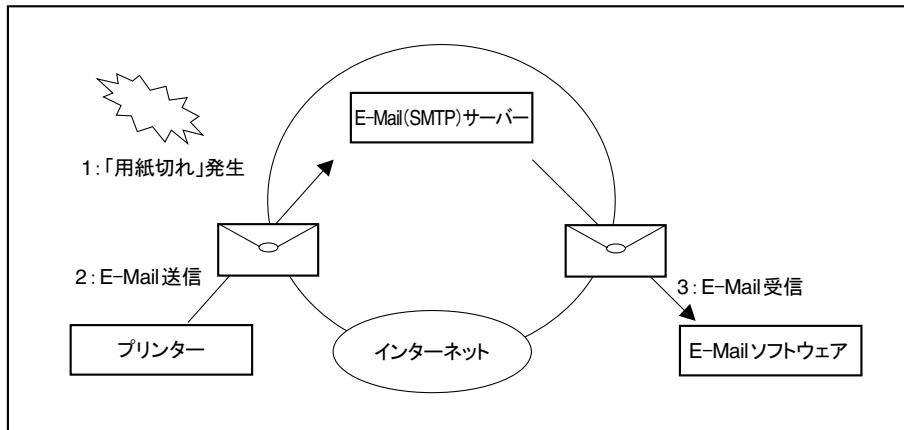 E-Mail(SMTP)サーバー
1:「用紙切れ」発生
2:E-Mail送信
3:E-Mail受信
プリンター
インターネット
E-Mailソフトウェア